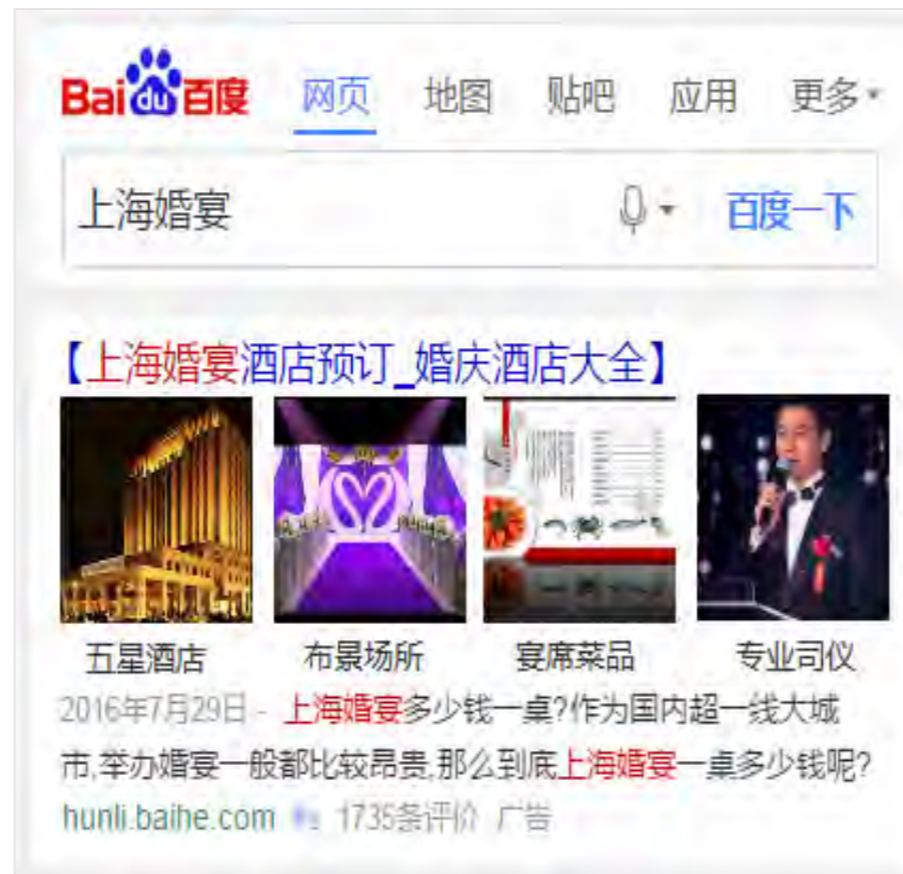 Bai du 百度 网页 地图 贴吧 应用 更多
上海婚宴 百度一下
【上海婚宴酒店预订_婚庆酒店大全】
五星酒店 布景场所 宴席菜品 专业司仪
2016年7月29日 - 上海婚宴多少钱一桌?作为国内超一线大城
市,举办婚宴一般都比较昂贵,那么到底上海婚宴一桌多少钱呢?
hunli.baihe.com 1735条评价 广告